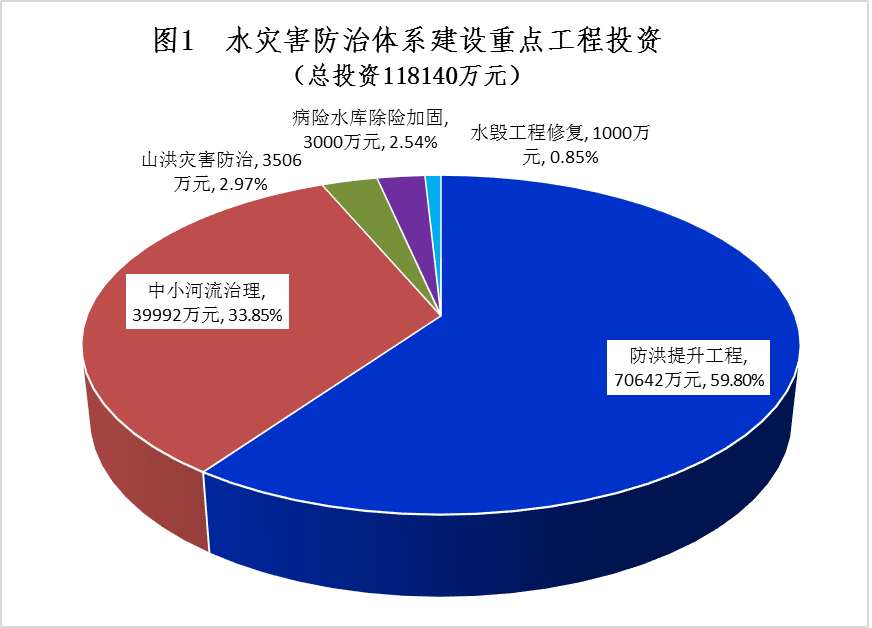 图1 水灾害防治体系建设重点工程投资
（总投资118140万元）
病险水库除险加固,
3000万元, 2.54%
水毁工程修复, 1000万
元, 0.85%
山洪灾害防治, 3506
万元, 2.97%
中小河流治理,
39992万元, 33.85%
防洪提升工程,
70642万元, 59.80%